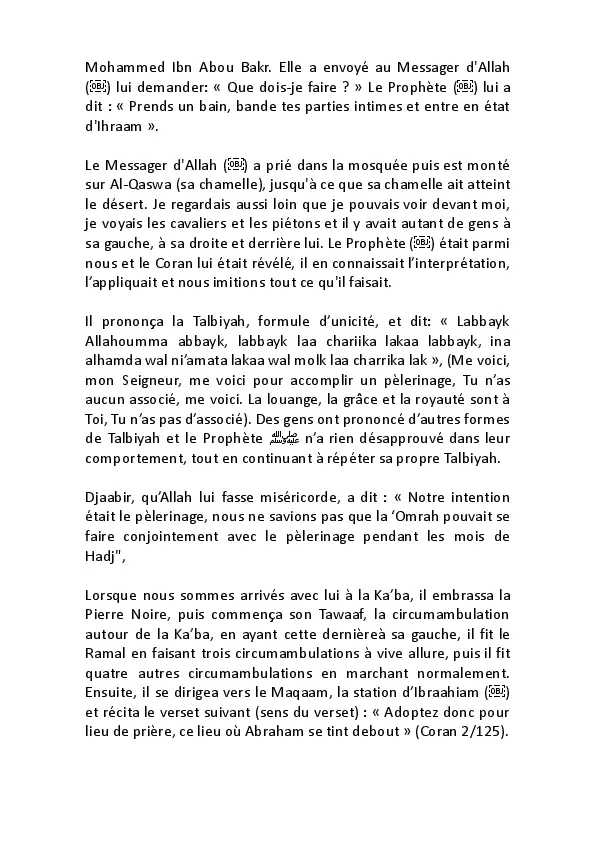 Mohammed Ibn Abou Bakr. Elle a envoyé au Messager d'Allah
(￼) lui demander: « Que dois-je faire ? » Le Prophète (￼) lui a
dit : « Prends un bain, bande tes parties intimes et entre en état
d'Ihraam ».
Le Messager d'Allah (￼) a prié dans la mosquée puis est monté
sur Al-Qaswa (sa chamelle), jusqu'à ce que sa chamelle ait atteint
le désert. Je regardais aussi loin que je pouvais voir devant moi,
je voyais les cavaliers et les piétons et il y avait autant de gens à
sa gauche, à sa droite et derrière lui. Le Prophète (￼) était parmi
nous et le Coran lui était révélé, il en connaissait l’interprétation,
l’appliquait et nous imitions tout ce qu'il faisait.
Il prononça la Talbiyah, formule d’unicité, et dit: « Labbayk
Allahoumma abbayk, labbayk laa chariika lakaa labbayk, ina
alhamda wal ni’amata lakaa wal molk laa charrika lak », (Me voici,
mon Seigneur, me voici pour accomplir un pèlerinage, Tu n’as
aucun associé, me voici. La louange, la grâce et la royauté sont à
Toi, Tu n’as pas d’associé). Des gens ont prononcé d’autres formes
de Talbiyah et le Prophète ﷺ n’a rien désapprouvé dans leur
comportement, tout en continuant à répéter sa propre Talbiyah.
Djaabir, qu’Allah lui fasse miséricorde, a dit : « Notre intention
était le pèlerinage, nous ne savions pas que la ‘Omrah pouvait se
faire conjointement avec le pèlerinage pendant les mois de
Hadj",
Lorsque nous sommes arrivés avec lui à la Ka’ba, il embrassa la
Pierre Noire, puis commença son Tawaaf, la circumambulation
autour de la Ka’ba, en ayant cette dernièreà sa gauche, il fit le
Ramal en faisant trois circumambulations à vive allure, puis il fit
quatre autres circumambulations en marchant normalement.
Ensuite, il se dirigea vers le Maqaam, la station d’Ibraahiam (￼)
et récita le verset suivant (sens du verset) : « Adoptez donc pour
lieu de prière, ce lieu où Abraham se tint debout » (Coran 2/125).